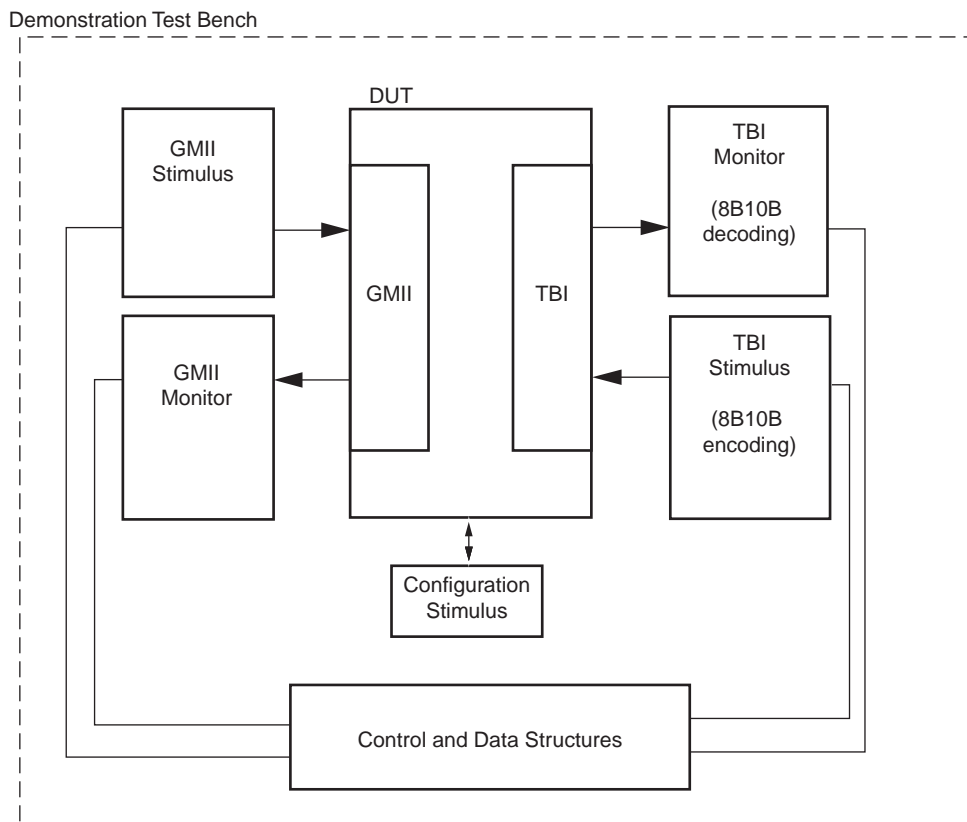 Demonstration Test Bench
DUT
GMII
Stimulus
TBI
Monitor
(8B10B
decoding)
GMII
TBI
GMII
Monitor
TBI
Stimulus
(8B10B
encoding)
Configuration
Stimulus
Control and Data Structures